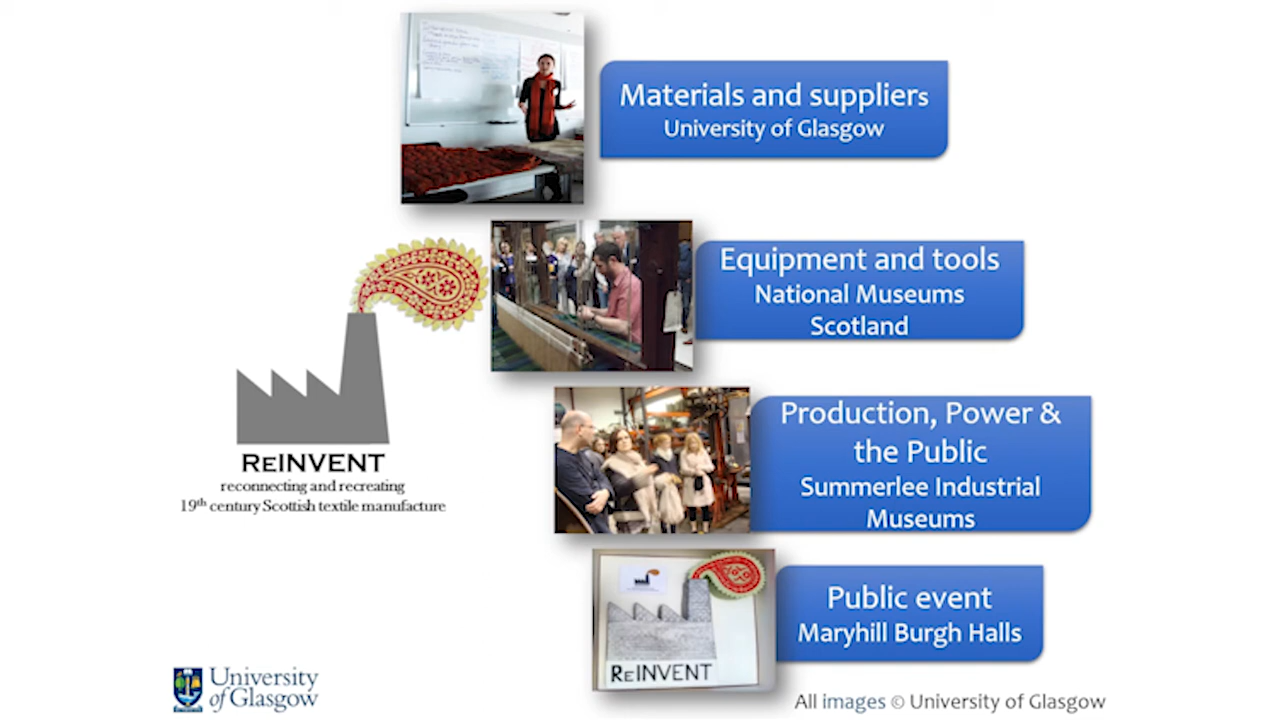 Materials and suppliers
University of Glasgow
Equipment and tools
National Museums
Scotland
REINVENT
reconnecting and recreating
19th century Scottish textile manufacture
Production, Power &
the Public
Summerlee Industrial
Museums
Public event
Maryhill Burgh Halls
REINVENT
University
of Glasgow
All images © University of Glasgow